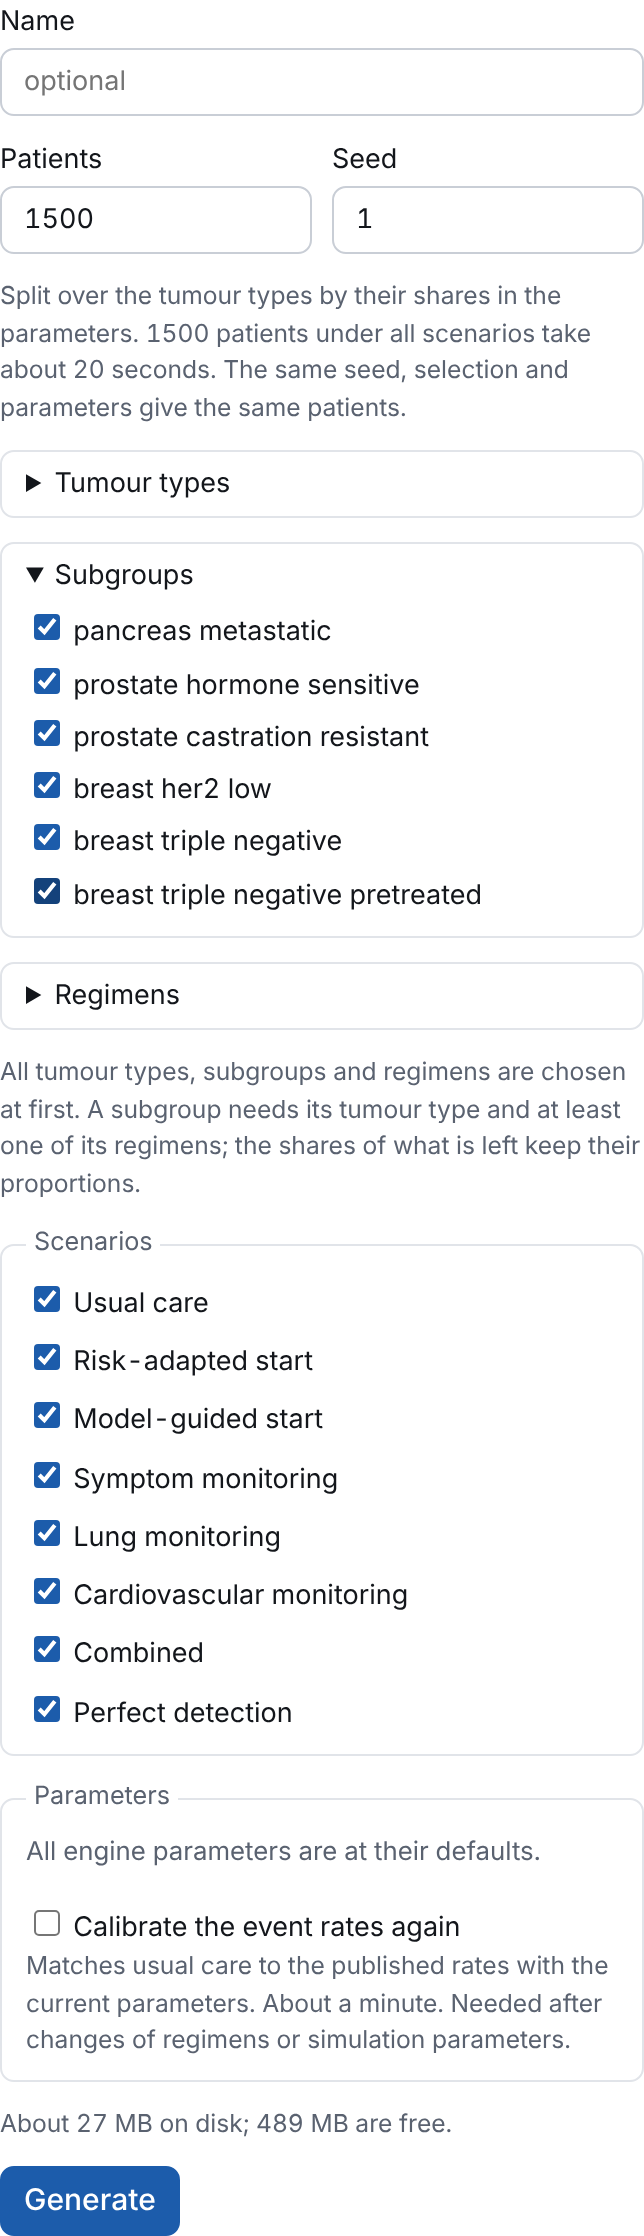 Name
optional
Patients
Seed
1500
1
Split over the tumour types by their shares in the
parameters. 1500 patients under all scenarios take
about 20 seconds. The same seed, selection and
parameters give the same patients.
Tumour types
Subgroups
pancreas metastatic
prostate hormone sensitive
prostate castration resistant
breast her2 low
breast triple negative
breast triple negative pretreated
Regimens
All tumour types, subgroups and regimens are chosen
at first. A subgroup needs its tumour type and at least
one of its regimens; the shares of what is left keep their
proportions.
Scenarios
Usual care
Risk-adapted start
Model-guided start
Symptom monitoring
Lung monitoring
Cardiovascular monitoring
Combined
Perfect detection
Parameters
All engine parameters are at their defaults.
Calibrate the event rates again
Matches usual care to the published rates with the
current parameters. About a minute. Needed after
changes of regimens or simulation parameters.
About 27 MB on disk; 489 MB are free.
Generate